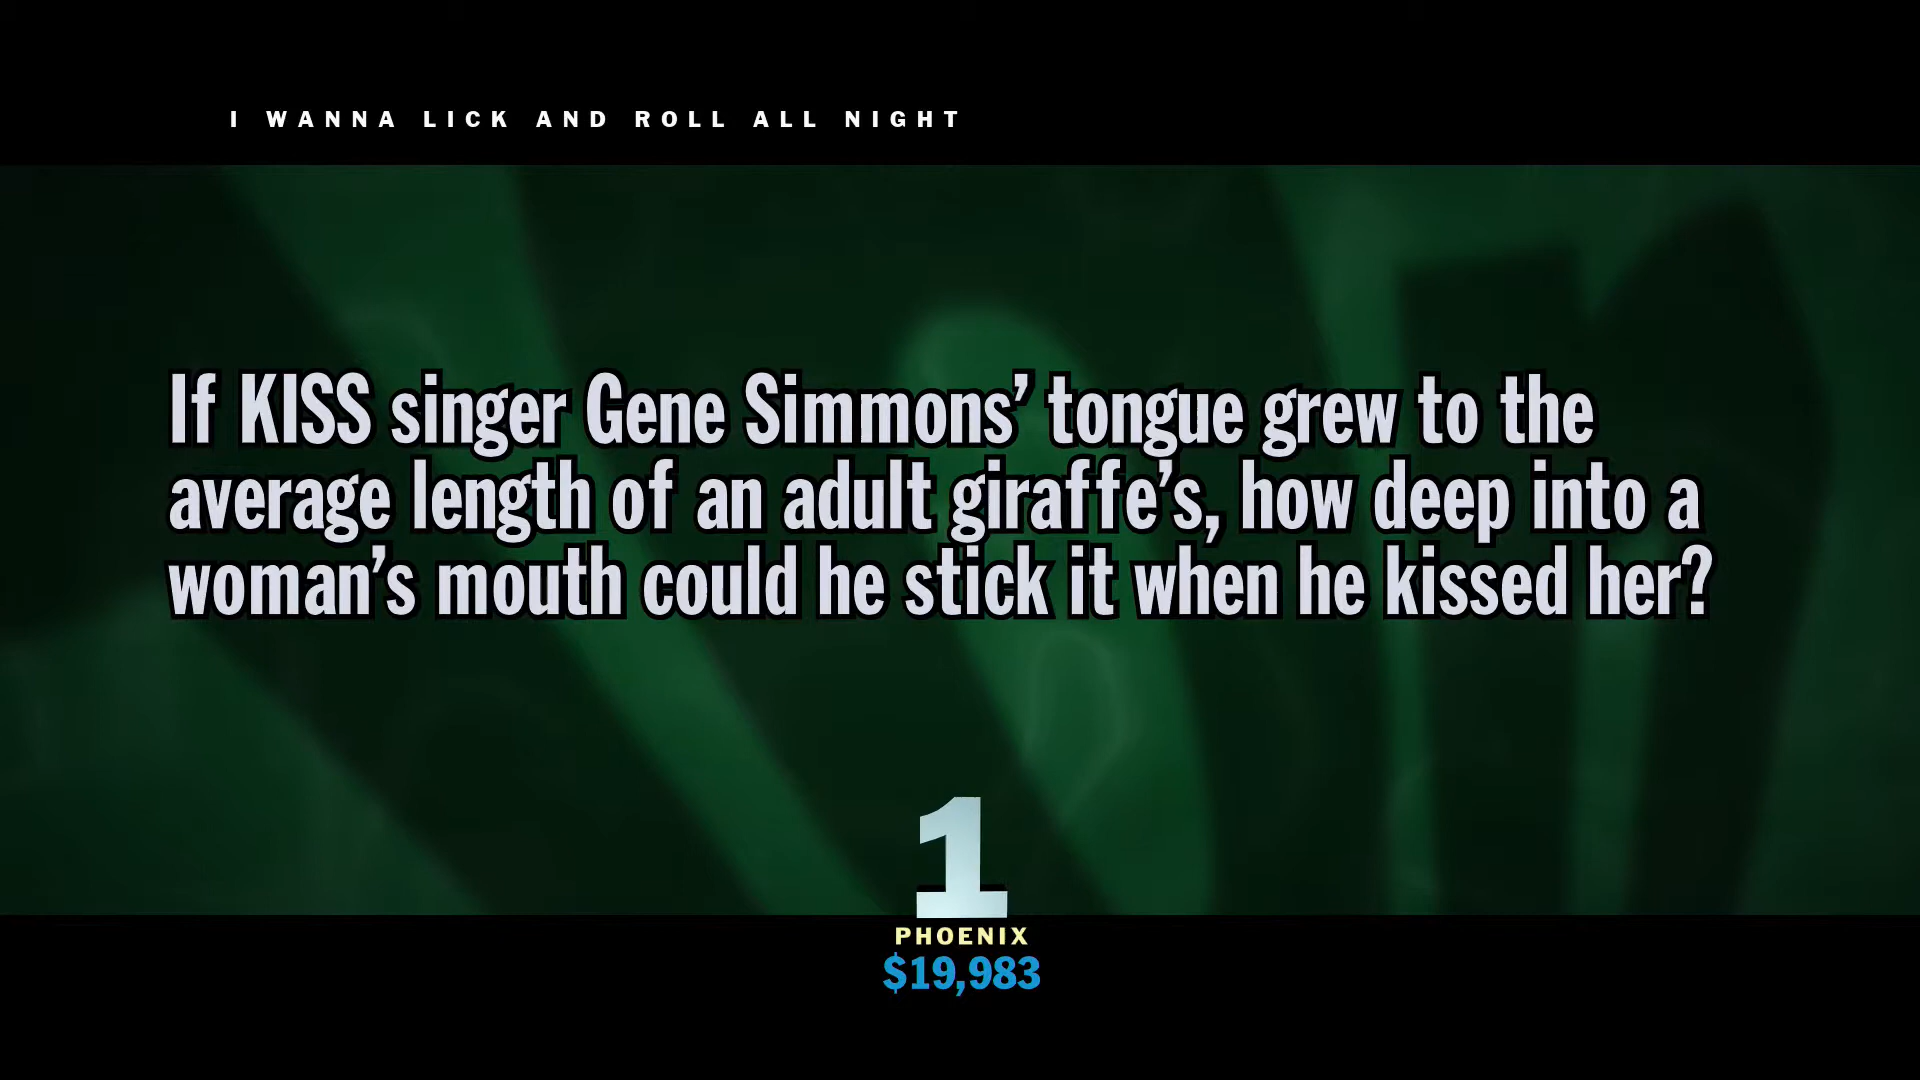 I WANNA LICK AND ROLL ALL NIGHT
If KISS singer Gene Simmons’ tongue grew to the
average length of an adult giraffe’s, how deep into a
woman’s mouth could he stick it when he kissed her?
1
PHOENIX
$19,983